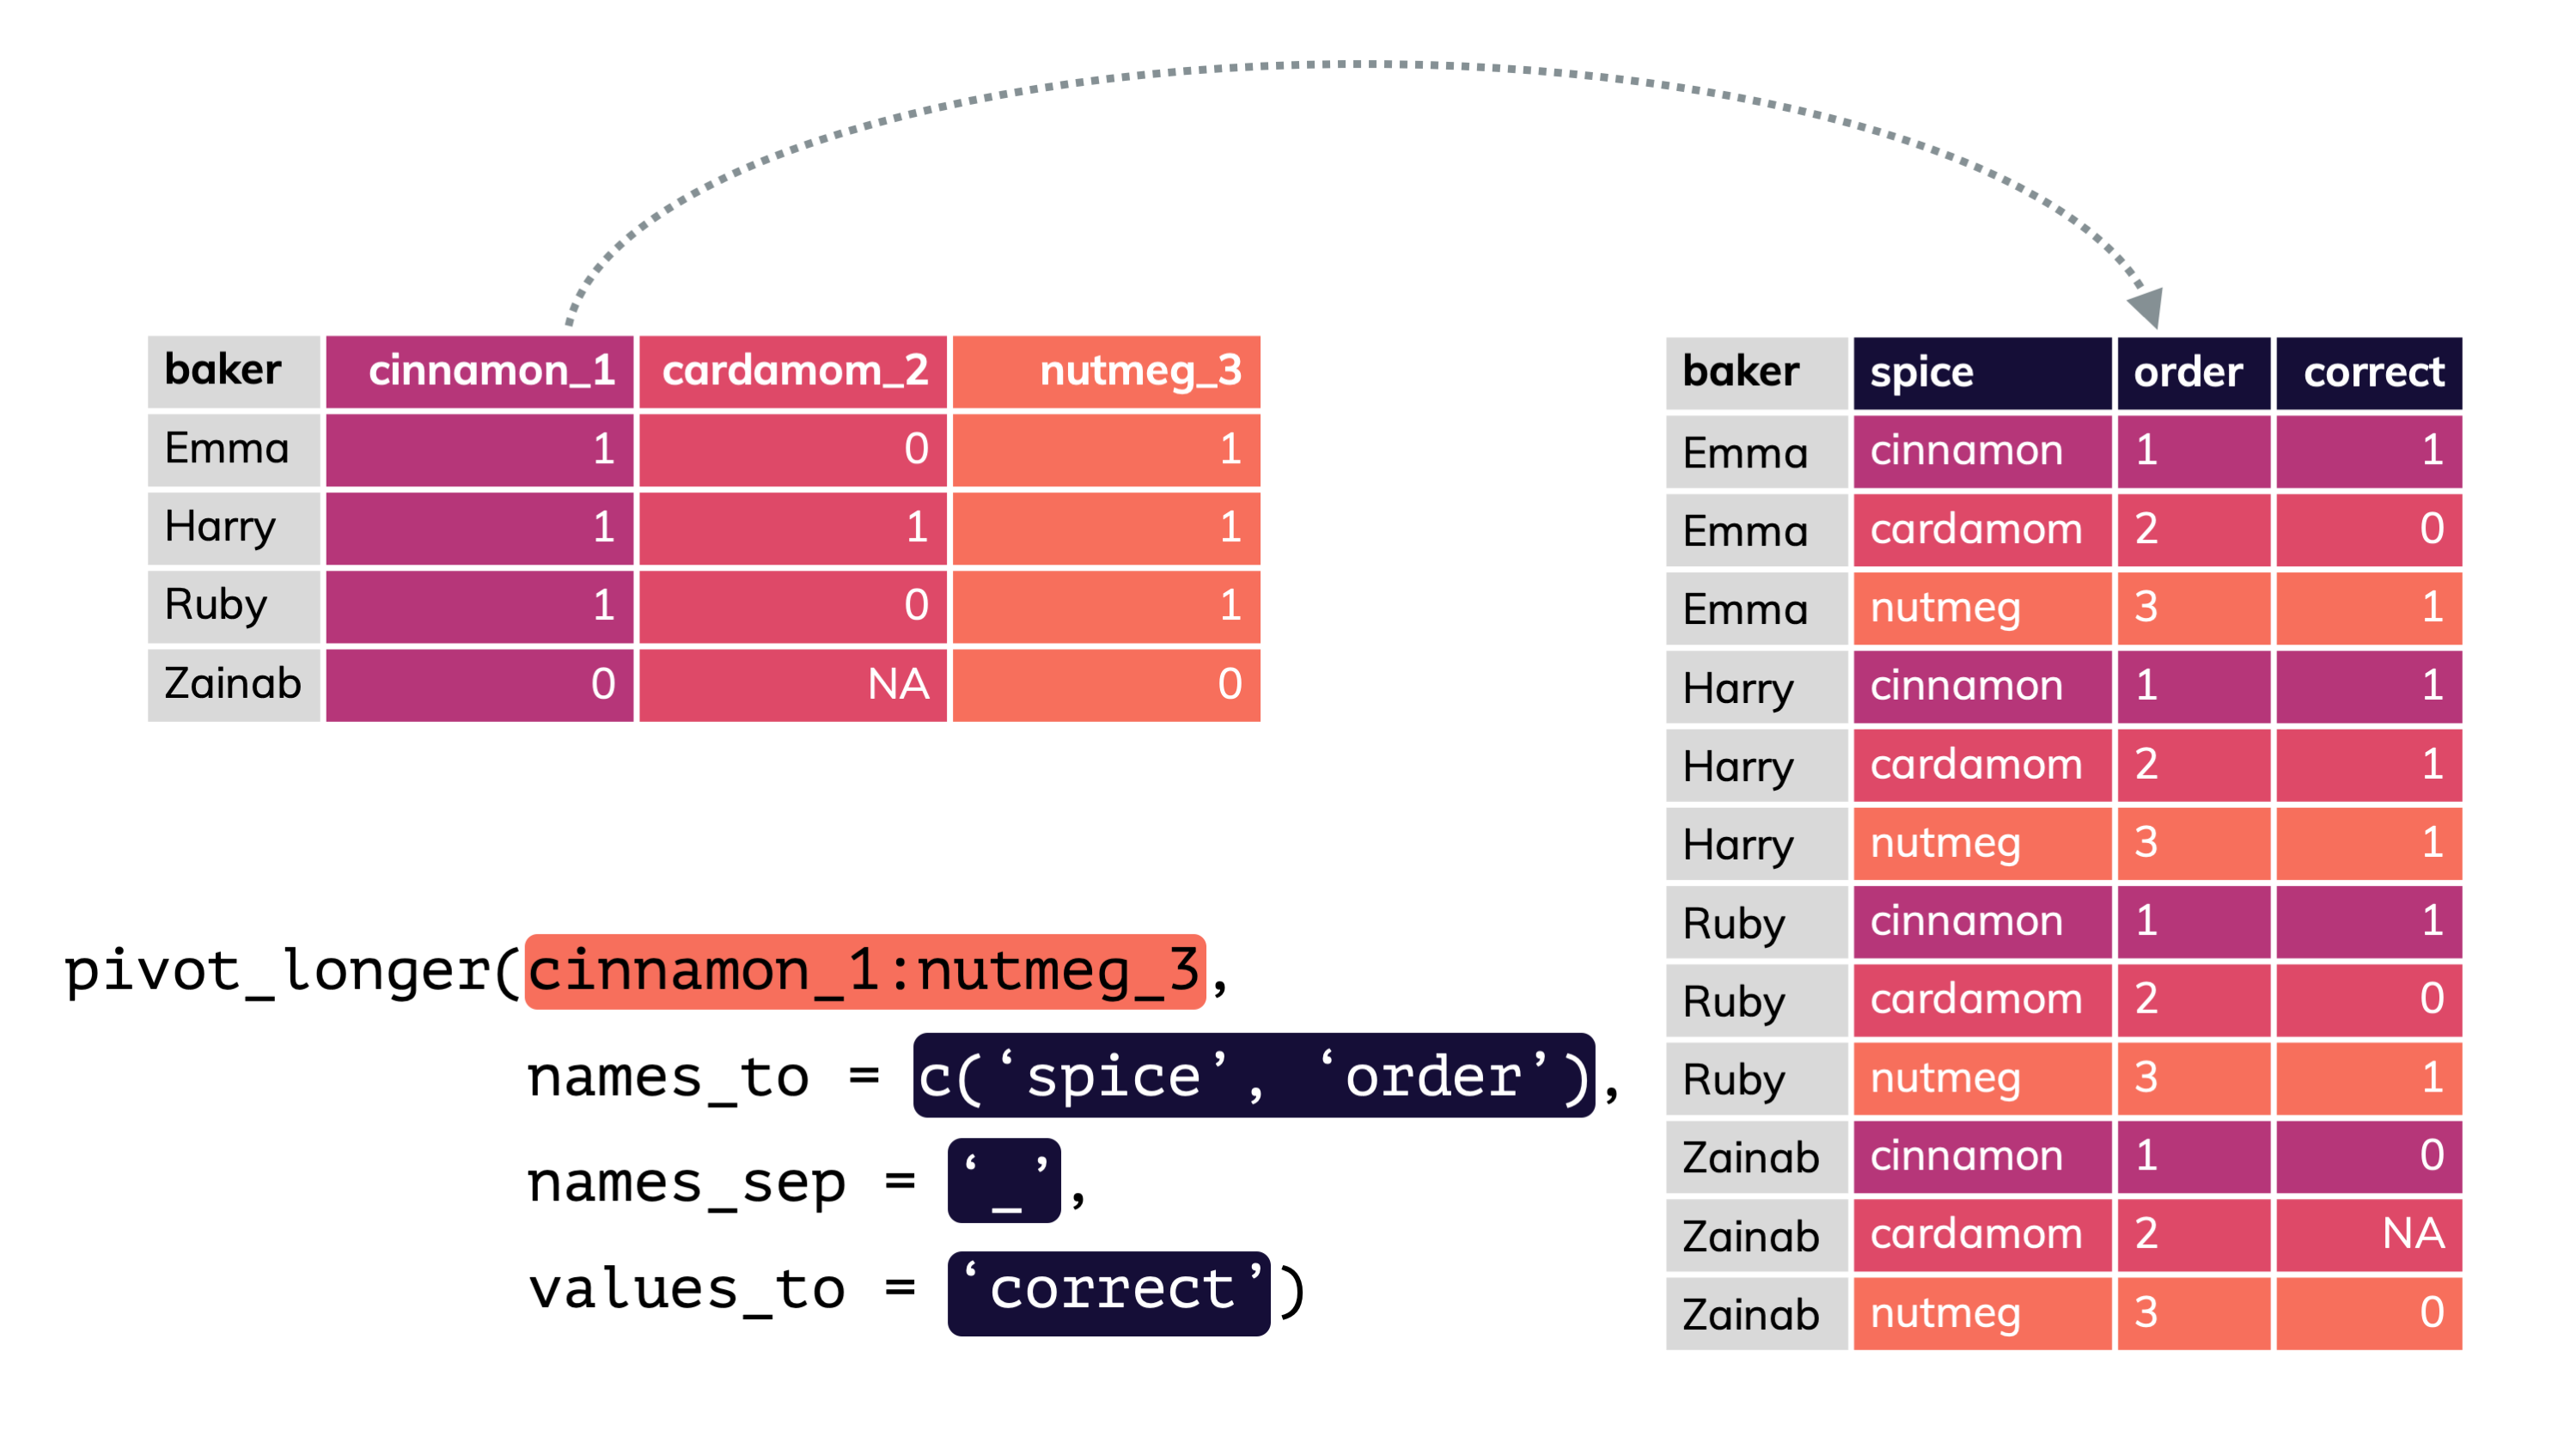 baker cinnamon_1 cardamom_2 nutmeg_3
Emma 1 0 1
Harry 1 1 1
Ruby 1 0 1
Zainab 0 NA 0
pivot_longer(cinnamon_1:nutmeg_3,
names_to = c(‘spice’, ‘order’),
names_sep = ‘_’,
values_to = ‘correct’)
baker spice order correct
Emma cinnamon 1 1
Emma cardamom 2 0
Emma nutmeg 3 1
Harry cinnamon 1 1
Harry cardamom 2 1
Harry nutmeg 3 1
Ruby cinnamon 1 1
Ruby cardamom 2 0
Ruby nutmeg 3 1
Zainab cinnamon 1 0
Zainab cardamom 2 NA
Zainab nutmeg 3 0